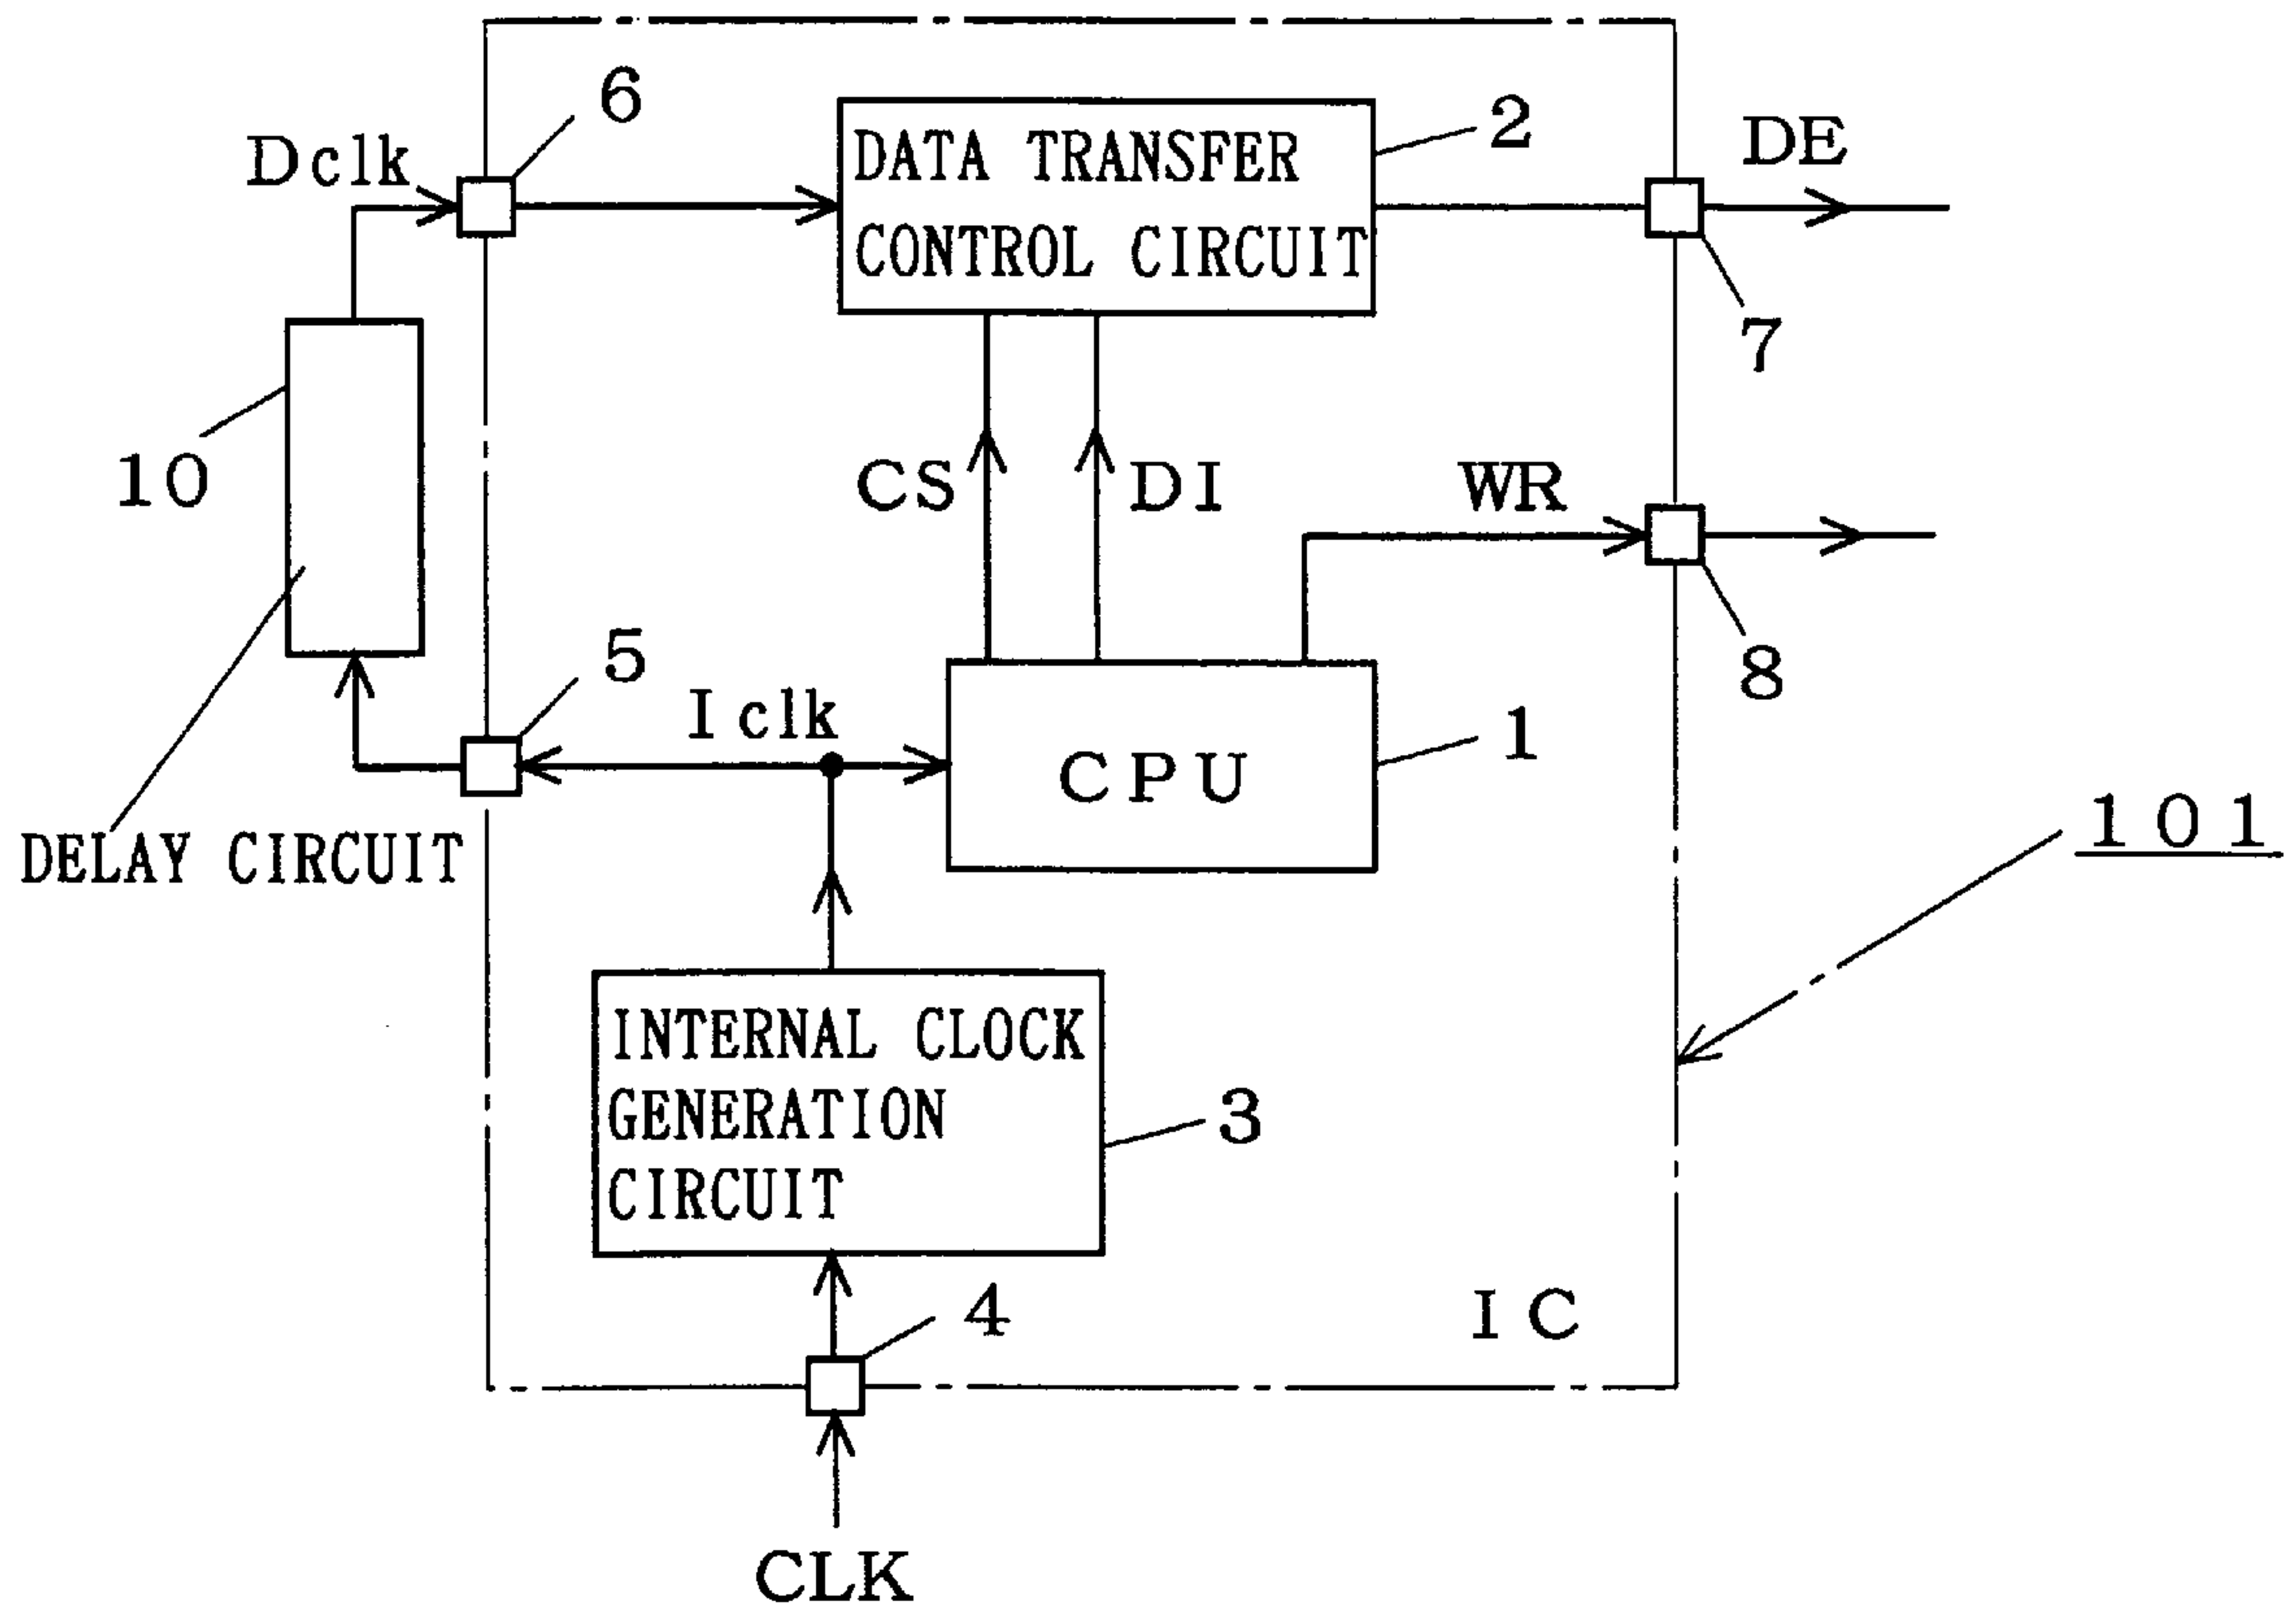 6
Dclk
DATA TRANSFER
CONTROL CIRCUIT
2
DE
7
10
CS
DI
WR
8
5
Iclk
CPU
1
DELAY CIRCUIT
101
INTERNAL CLOCK
GENERATION
CIRCUIT
3
4
IC
CLK